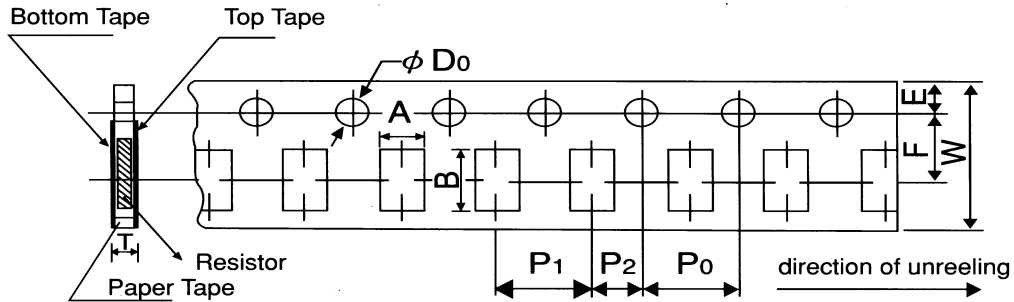 Bottom Tape
Top Tape
ϕ D0
A
B
E
F
W
T
Resistor
Paper Tape
P1
P2
P0
direction of unreeling